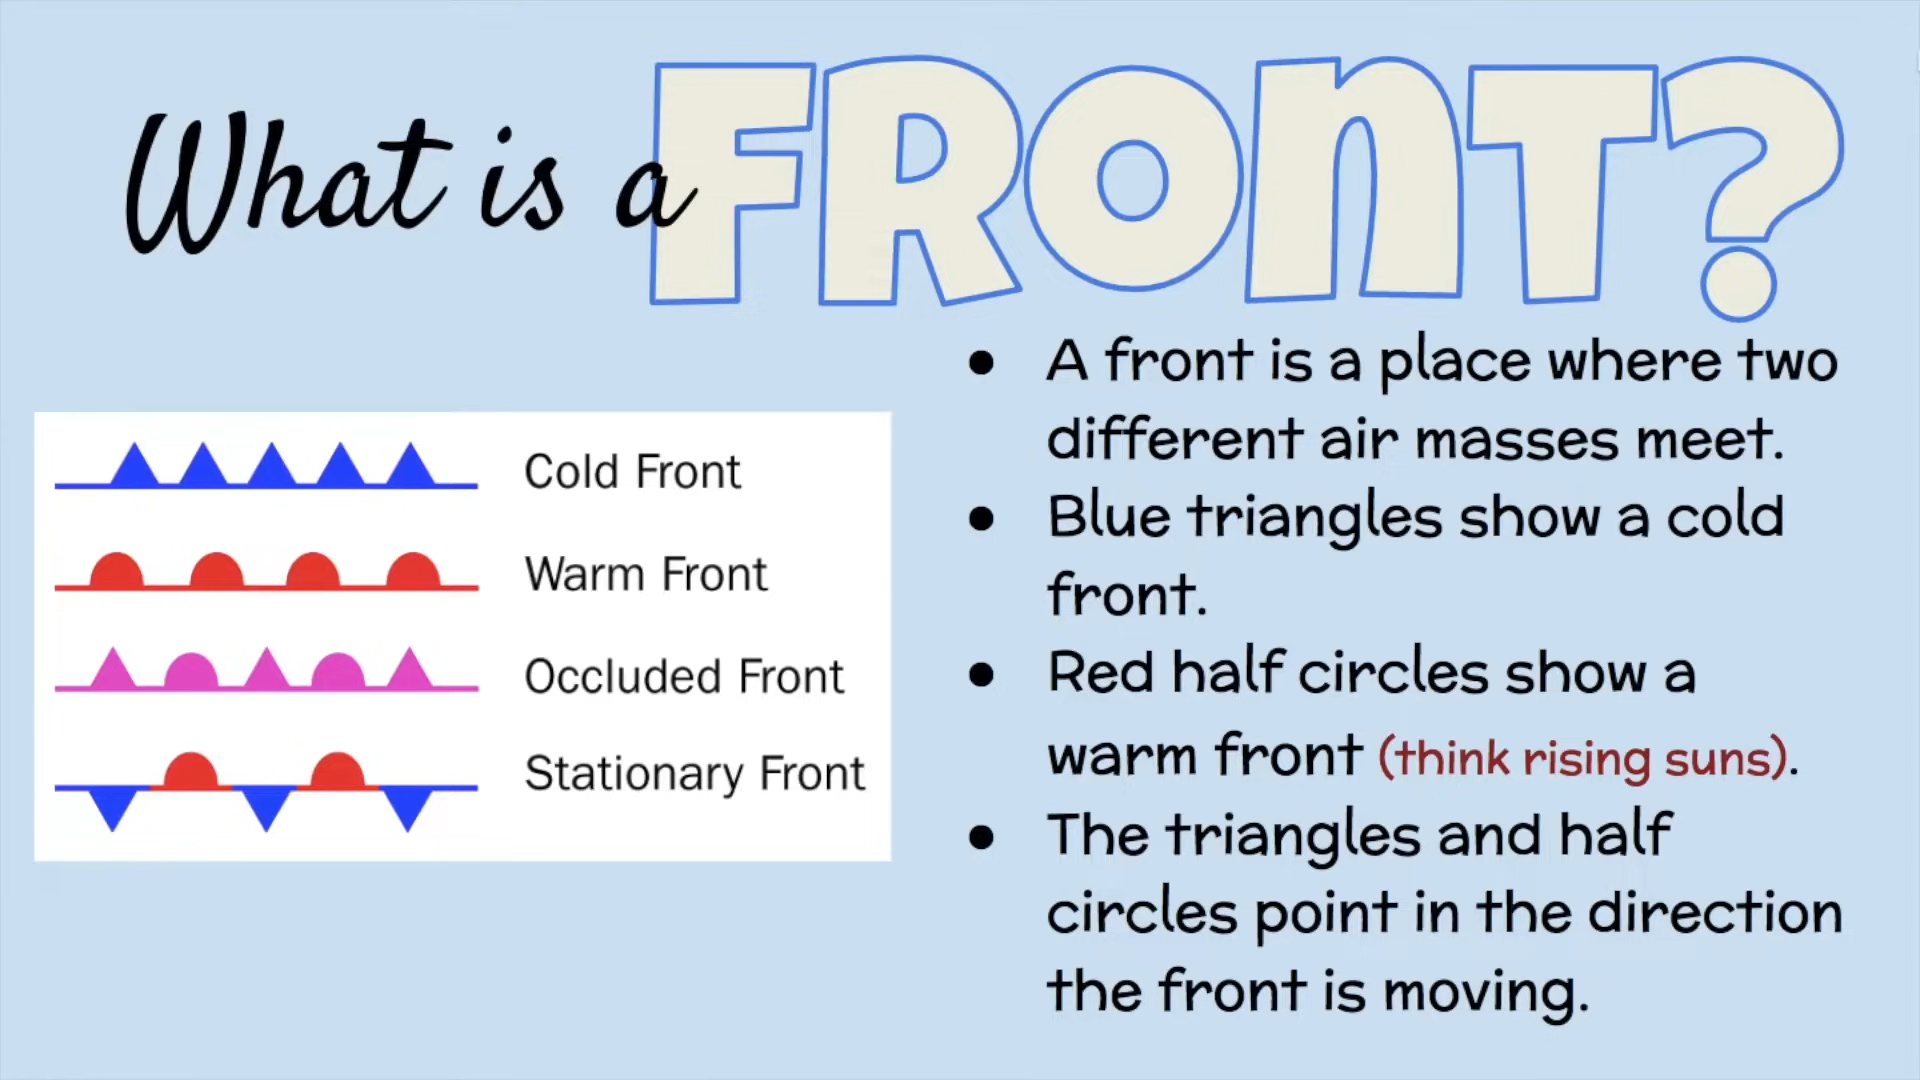 What is a FRONT?
Cold Front
Warm Front
Occluded Front
Stationary Front
• A front is a place where two
different air masses meet.
• Blue triangles show a cold
front.
• Red half circles show a
warm front (think rising suns).
• The triangles and half
circles point in the direction
the front is moving.